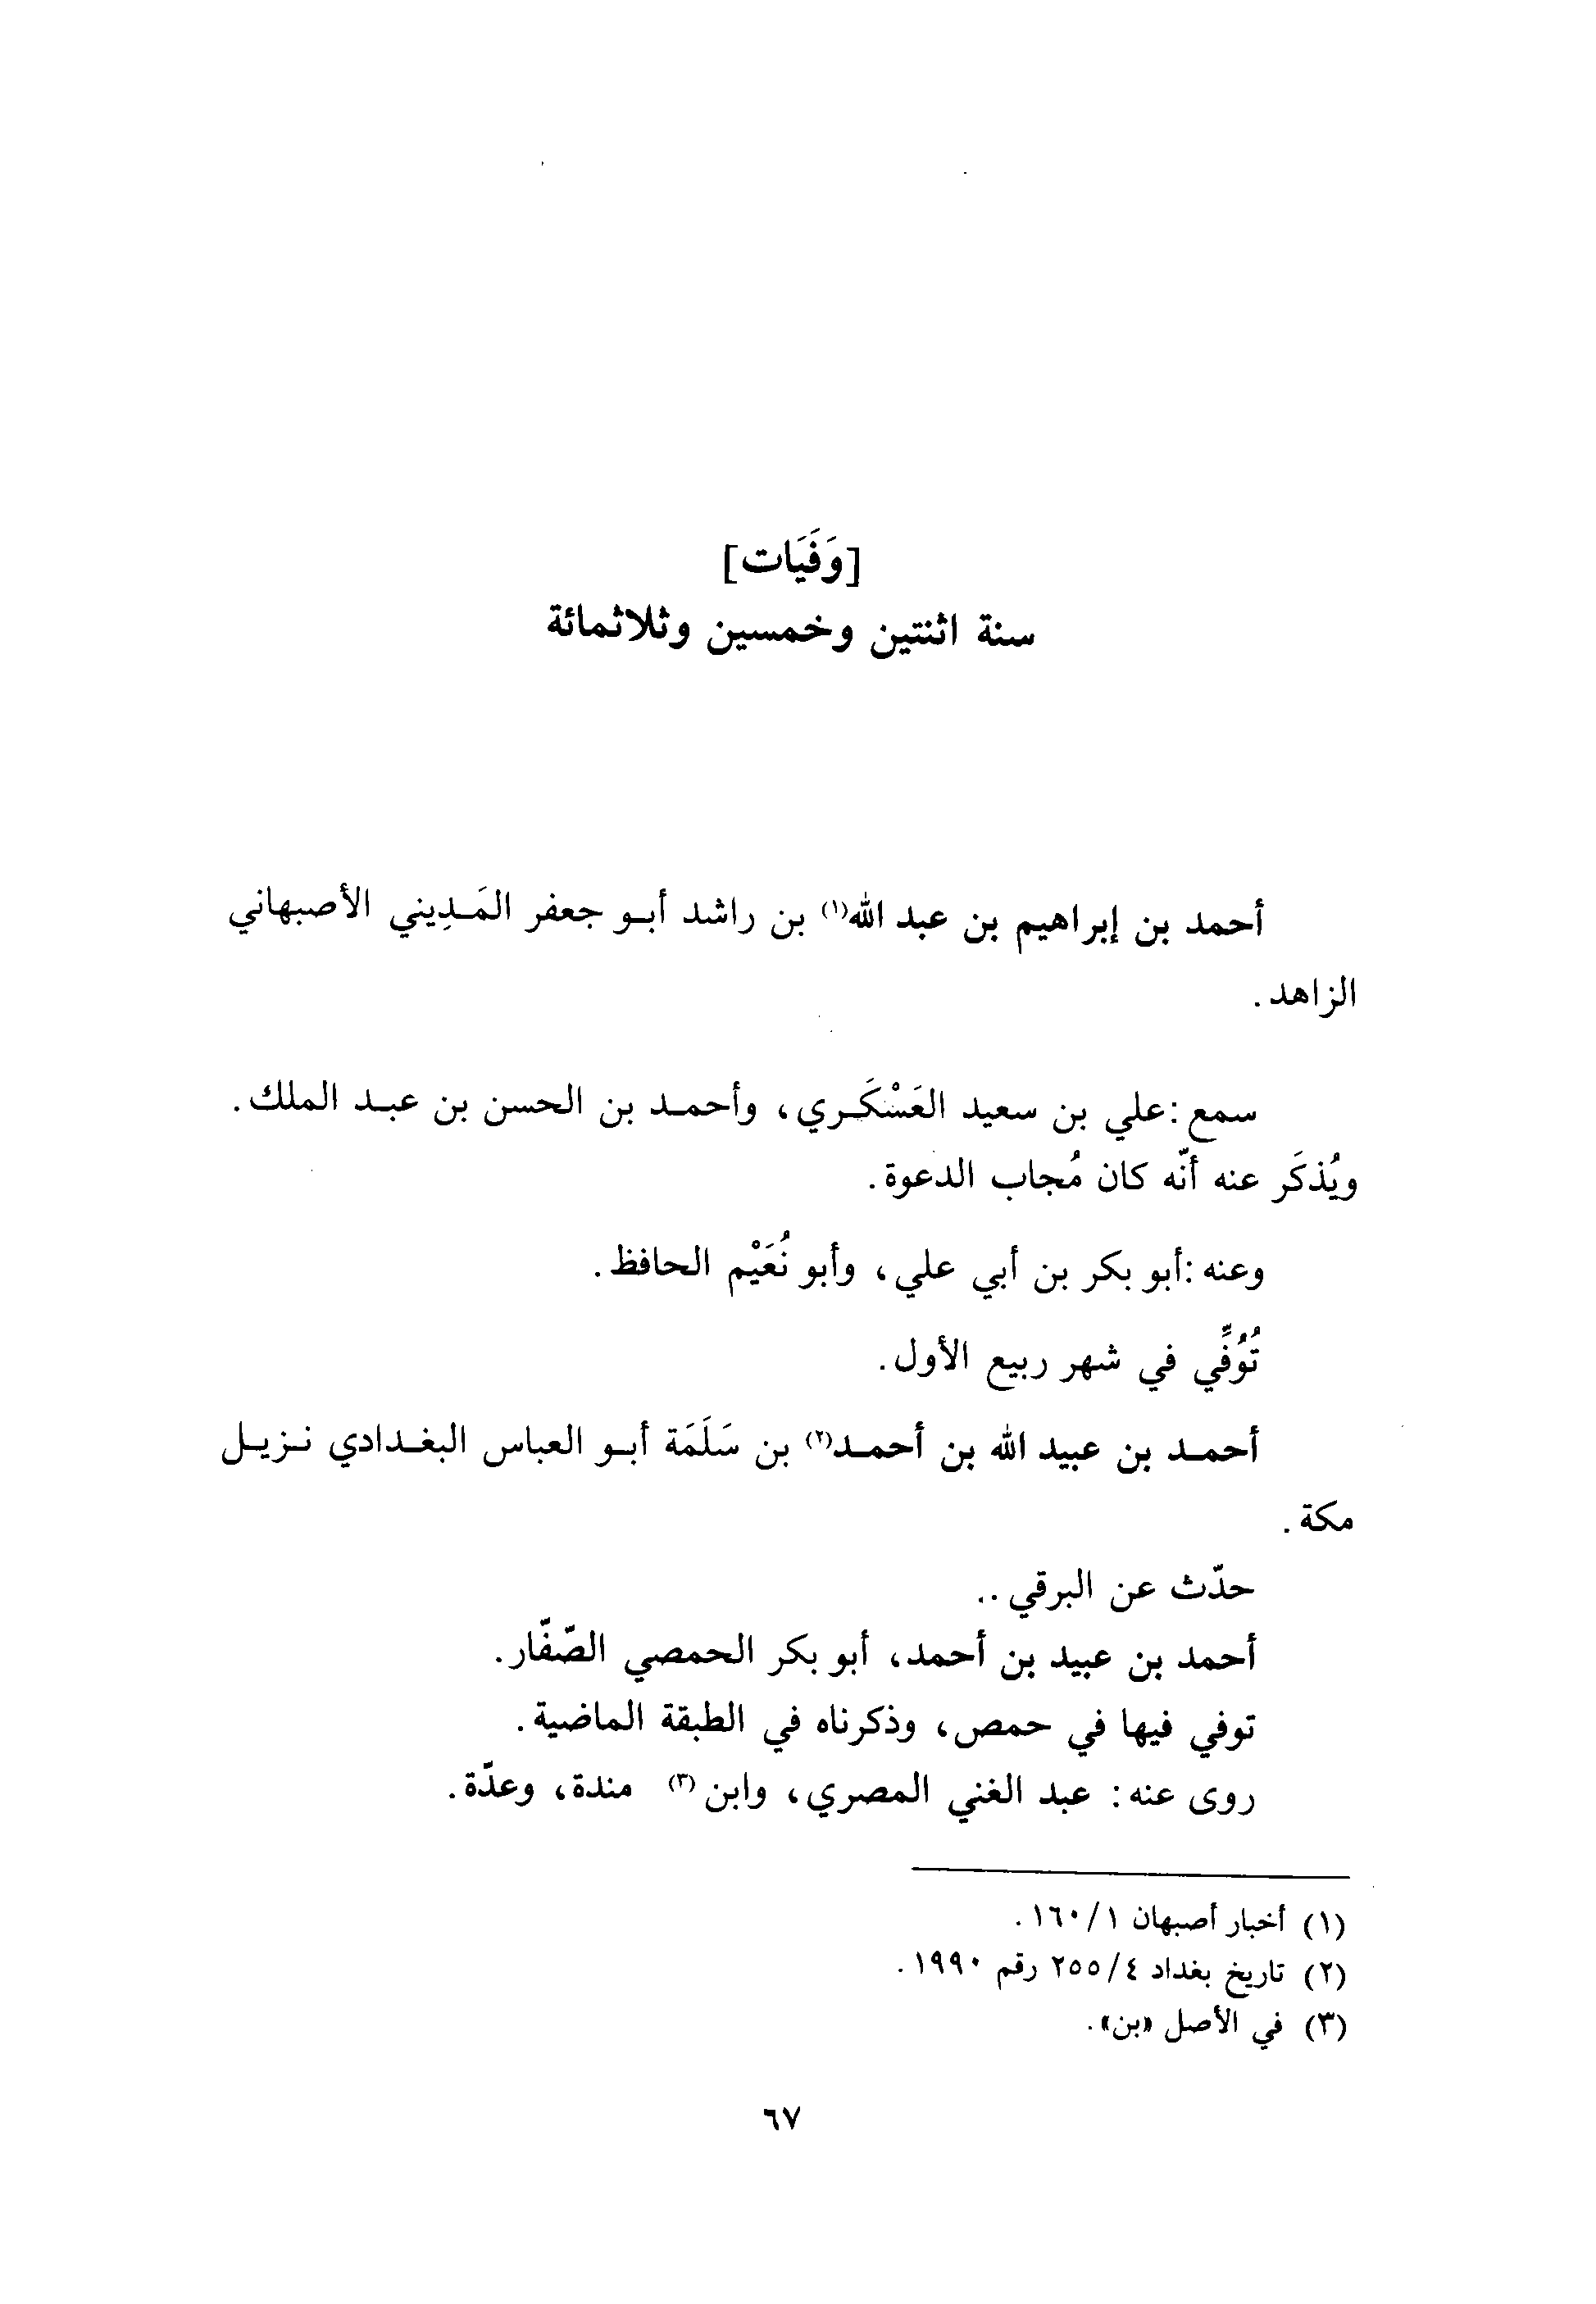 [وَفَيَات]
سنة اثنتين وخمسين وثلاثمائة
أحمد بن إبراهيم بن عبد الله(١) بن راشد أبو جعفر المَدِيني الأصبهاني
الزاهد.
سمع: علي بن سعيد العَسْكَري، وأحمد بن الحسن بن عبد الملك.
ويُذكَر عنه أنّه كان مُجاب الدعوة.
وعنه: أبو بكر بن أبي علي، وأبو نُعَيْم الحافظ.
تُوُفِّي في شهر ربيع الأول.
أحمد بن عبيد الله بن أحمد(٢) بن سَلَمَة أبو العباس البغدادي نزيل
مكة.
حدّث عن البرقي..
أحمد بن عبيد بن أحمد، أبو بكر الحمصي الصّفّار.
توفي فيها في حمص، وذكرناه في الطبقة الماضية.
روى عنه: عبد الغني المصري، وابن(٣) مندة، وعدّة.
(١) أخبار أصبهان ١/١٦٠.
(٢) تاريخ بغداد ٤/٢٥٥ رقم ١٩٩٠.
(٣) في الأصل «بن».
٦٧